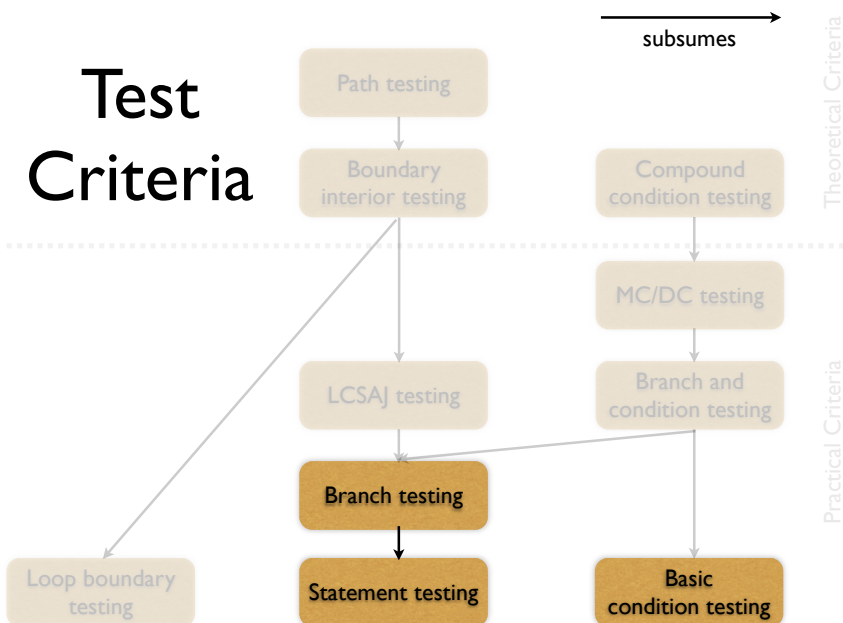 Test
Criteria
subsumes
Theoretical Criteria
Path testing
Boundary
interior testing
Compound
condition testing
MC/DC testing
LCSAJ testing
Branch and
condition testing
Practical Criteria
Branch testing
Loop boundary
testing
Statement testing
Basic
condition testing